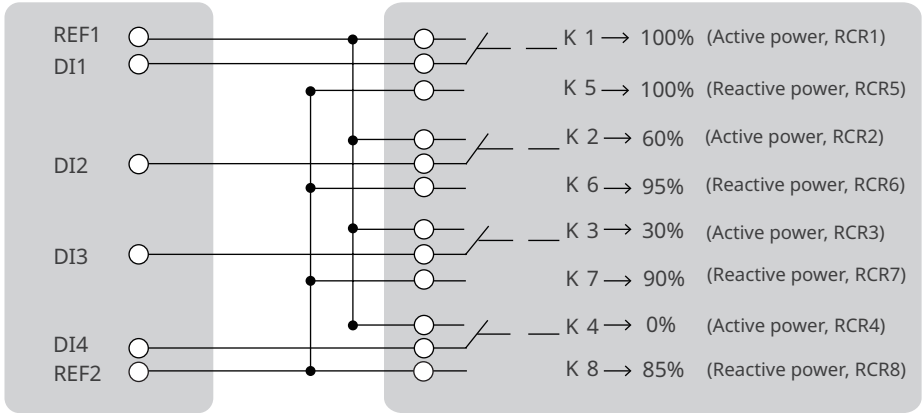 REF1
DI1
DI2
DI3
DI4
REF2
K 1 → 100% (Active power, RCR1)
K 5 → 100% (Reactive power, RCR5)
K 2 → 60% (Active power, RCR2)
K 6 → 95% (Reactive power, RCR6)
K 3 → 30% (Active power, RCR3)
K 7 → 90% (Reactive power, RCR7)
K 4 → 0% (Active power, RCR4)
K 8 → 85% (Reactive power, RCR8)